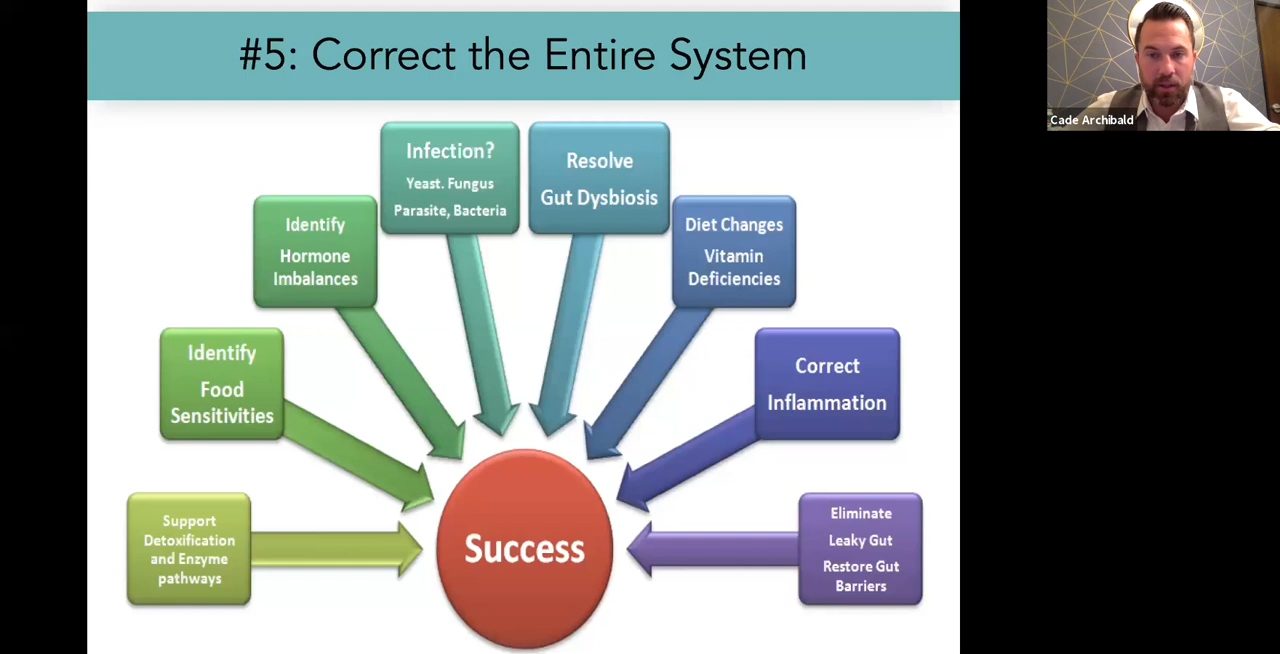 #5: Correct the Entire System
Cade Archibald
Infection?
Yeast. Fungus
Parasite, Bacteria
Resolve
Gut Dysbiosis
Identify
Hormone
Imbalances
Diet Changes
Vitamin
Deficiencies
Identify
Food
Sensitivities
Correct
Inflammation
Support
Detoxification
and Enzyme
pathways
Success
Eliminate
Leaky Gut
Restore Gut
Barriers